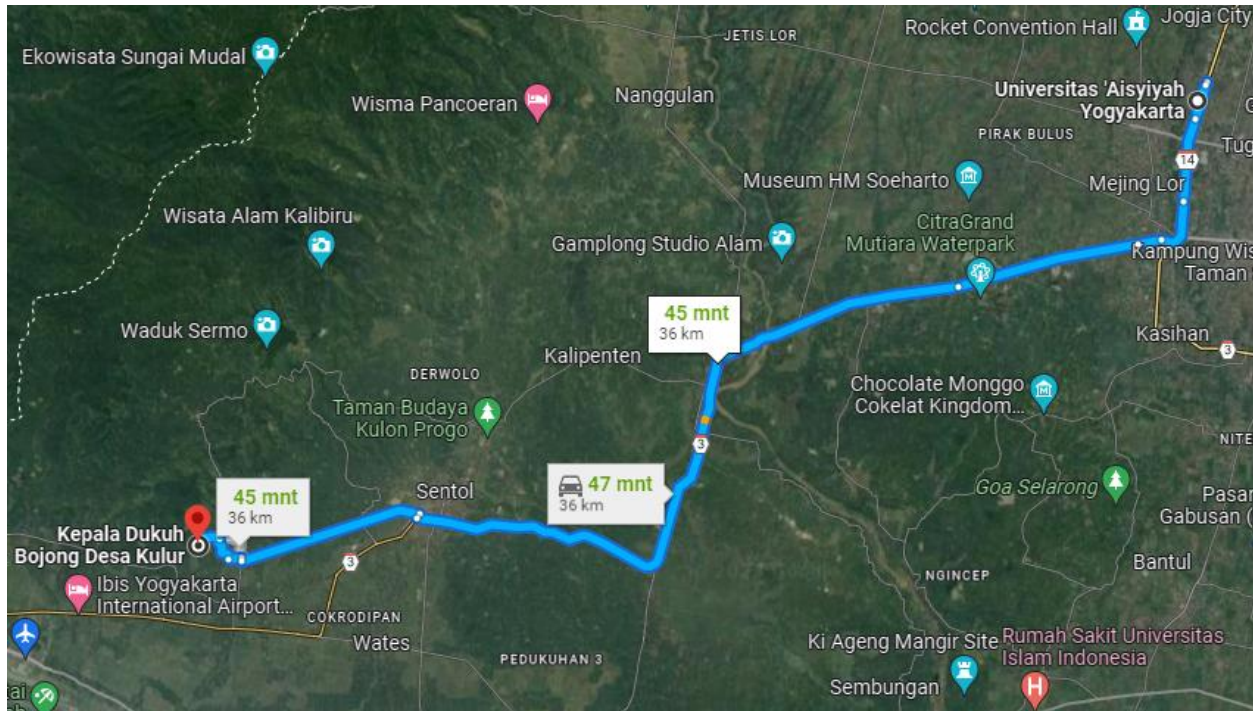 JETIS LOR
Rocket Convention Hall
Jogja City
Ekowisata Sungai Mudal
Wisma Pancoeran
Nanggulan
Universitas 'Aisyiyah
Yogyakarta
PIRAK BULUS
Tug
14
Museum HM Soeharto
Mejing Lor
Wisata Alam Kalibiru
CitraGrand
Mutiara Waterpark
Gamplong Studio Alam
Kampung Wis
Taman
45 mnt
36 km
Waduk Sermo
Kalipenten
Kasihan
3
DERWOLO
Chocolate Monggo
Cokelat Kingdom...
Taman Budaya
Kulon Progo
3
NITE
47 mnt
36 km
Sentol
Goa Selarong
Pasar
Gabusan (
45 mnt
36 km
Kepala Dukuh
Bojong Desa Kulur
3
Bantul
NGINCEP
Ibis Yogyakarta
International Airport...
COKRODIPAN
Wates
PEDUKUHAN 3
Ki Ageng Mangir Site
Rumah Sakit Universitas
Islam Indonesia
Sembungan
tai